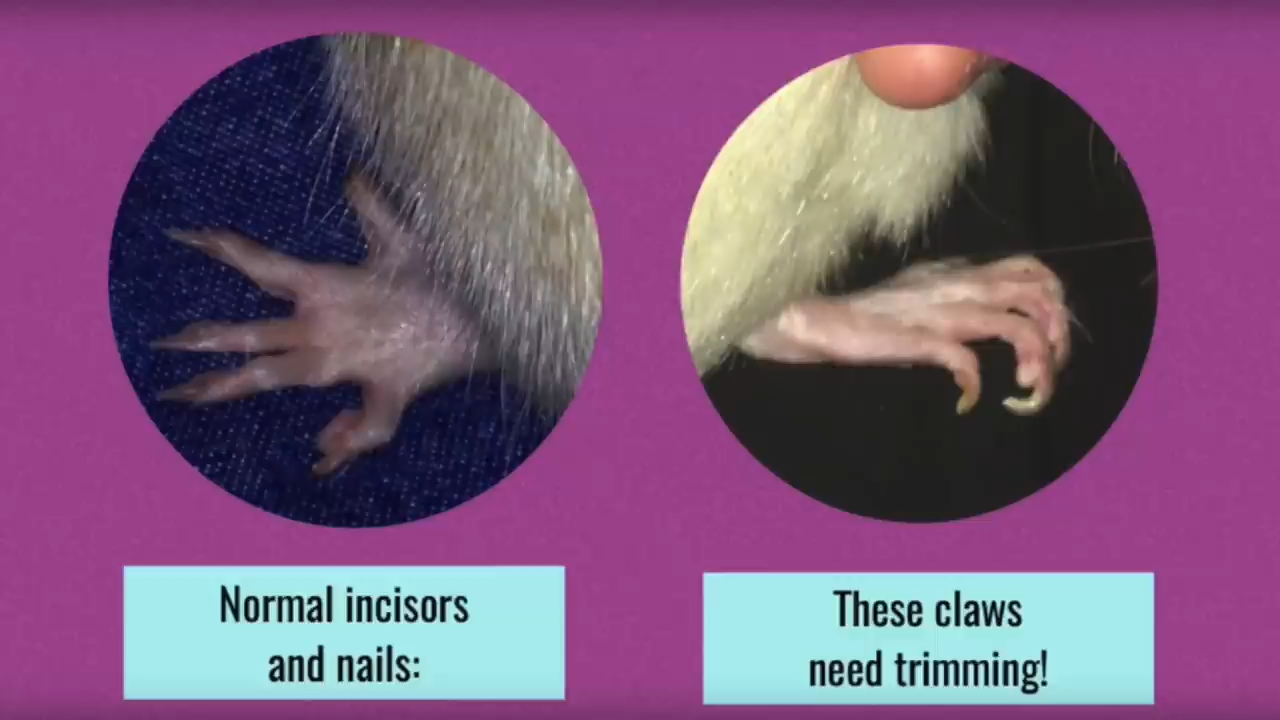 Normal incisors
and nails:
These claws
need trimming!